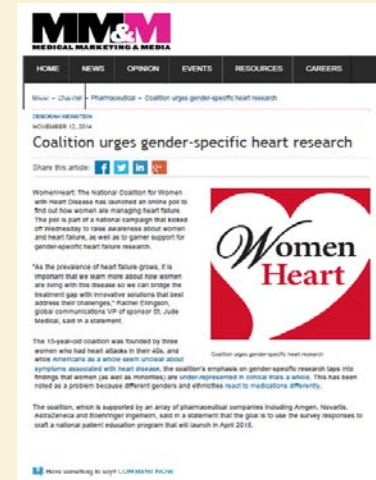 MM&M
MEDICAL MARKETING & MEDIA
HOME NEWS OPINION EVENTS RESOURCES CAREERS
Channel Pharmaceutical Coalition urges gender-specific heart research
DEBORAH WEINSTEIN
NOVEMBER 12, 2014
Coalition urges gender-specific heart research
Share this article:
WomenHeart: The National Coalition for Women
with Heart Disease has launched an online poll to
find out how women are managing heart failure.
The poll is part of a national campaign that kicked
off Wednesday to raise awareness about women
and heart failure, as well as to garner support for
gender-specific heart failure research.
"As the prevalence of heart failure grows, it is
important that we learn more about how women
are living with this disease so we can bridge the
treatment gap with innovative solutions that best
address their challenges," Rachel Ellingson,
global communications VP of sponsor St. Jude
Medical, said in a statement.
Women
Heart
Coalition urges gender-specific heart research
The 15-year-old coalition was founded by three
women who had heart attacks in their 40s, and
while Americans as a whole seem unclear about
symptoms associated with heart disease, the coalition's emphasis on gender-specific research taps into
findings that women (as well as minorities) are under-represented in clinical trials a whole. This has been
noted as a problem because different genders and ethnicities react to medications differently.
The coalition, which is supported by an array of pharmaceutical companies including Amgen, Novartis,
AstraZeneca and Boehringer Ingelheim, said in a statement that the goal is to use the survey responses to
craft a national patient education program that will launch in April 2015.
Have something to say? COMMENT NOW